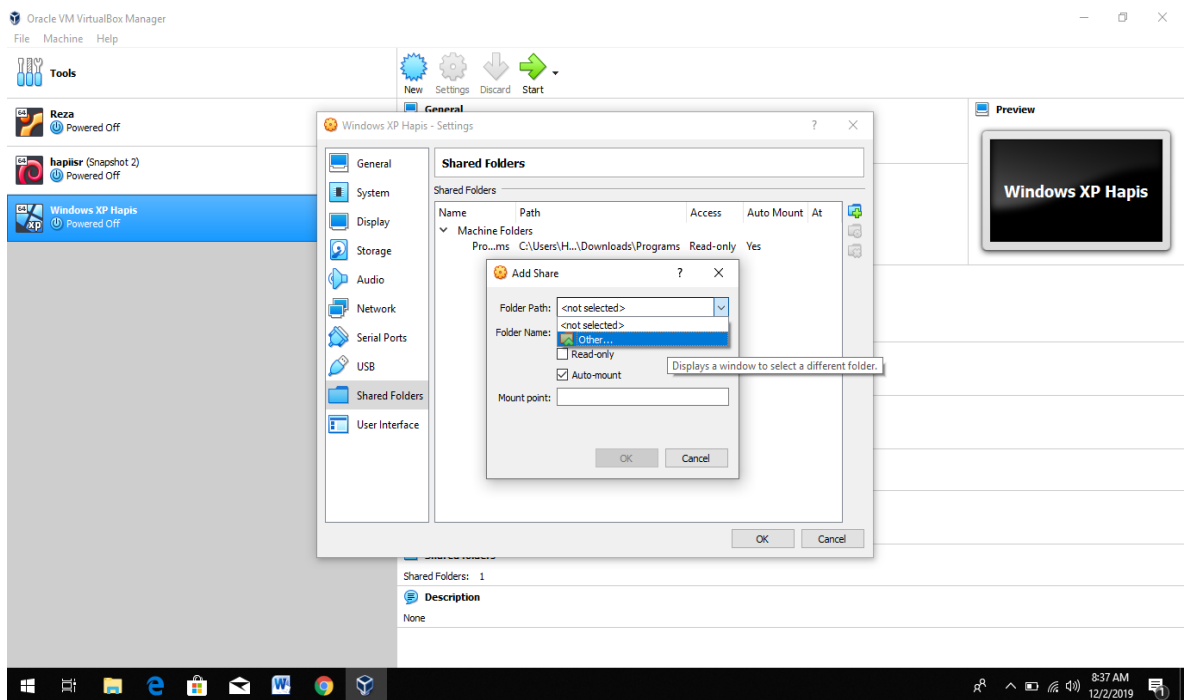 Oracle VM VirtualBox Manager
File Machine Help
Tools
New Settings Discard Start
64
Reza
Powered Off
64
hapiisr (Snapshot 2)
Powered Off
64
XP
Windows XP Hapis
Powered Off
General
Preview
Windows XP Hapis
Windows XP Hapis - Settings ?
General
System
Display
Storage
Audio
Network
Serial Ports
USB
Shared Folders
User Interface
Shared Folders
Shared Folders
Name Path Access Auto Mount At
Machine Folders
Pro...ms C:\Users\H...\Downloads\Programs Read-only Yes
Add Share ?
Folder Path: <not selected>
<not selected>
Other...
Folder Name:
Read-only
Displays a window to select a different folder.
Auto-mount
Mount point:
OK Cancel
OK Cancel
Shared folders
Shared Folders: 1
Description
None
8:37 AM
12/2/2019